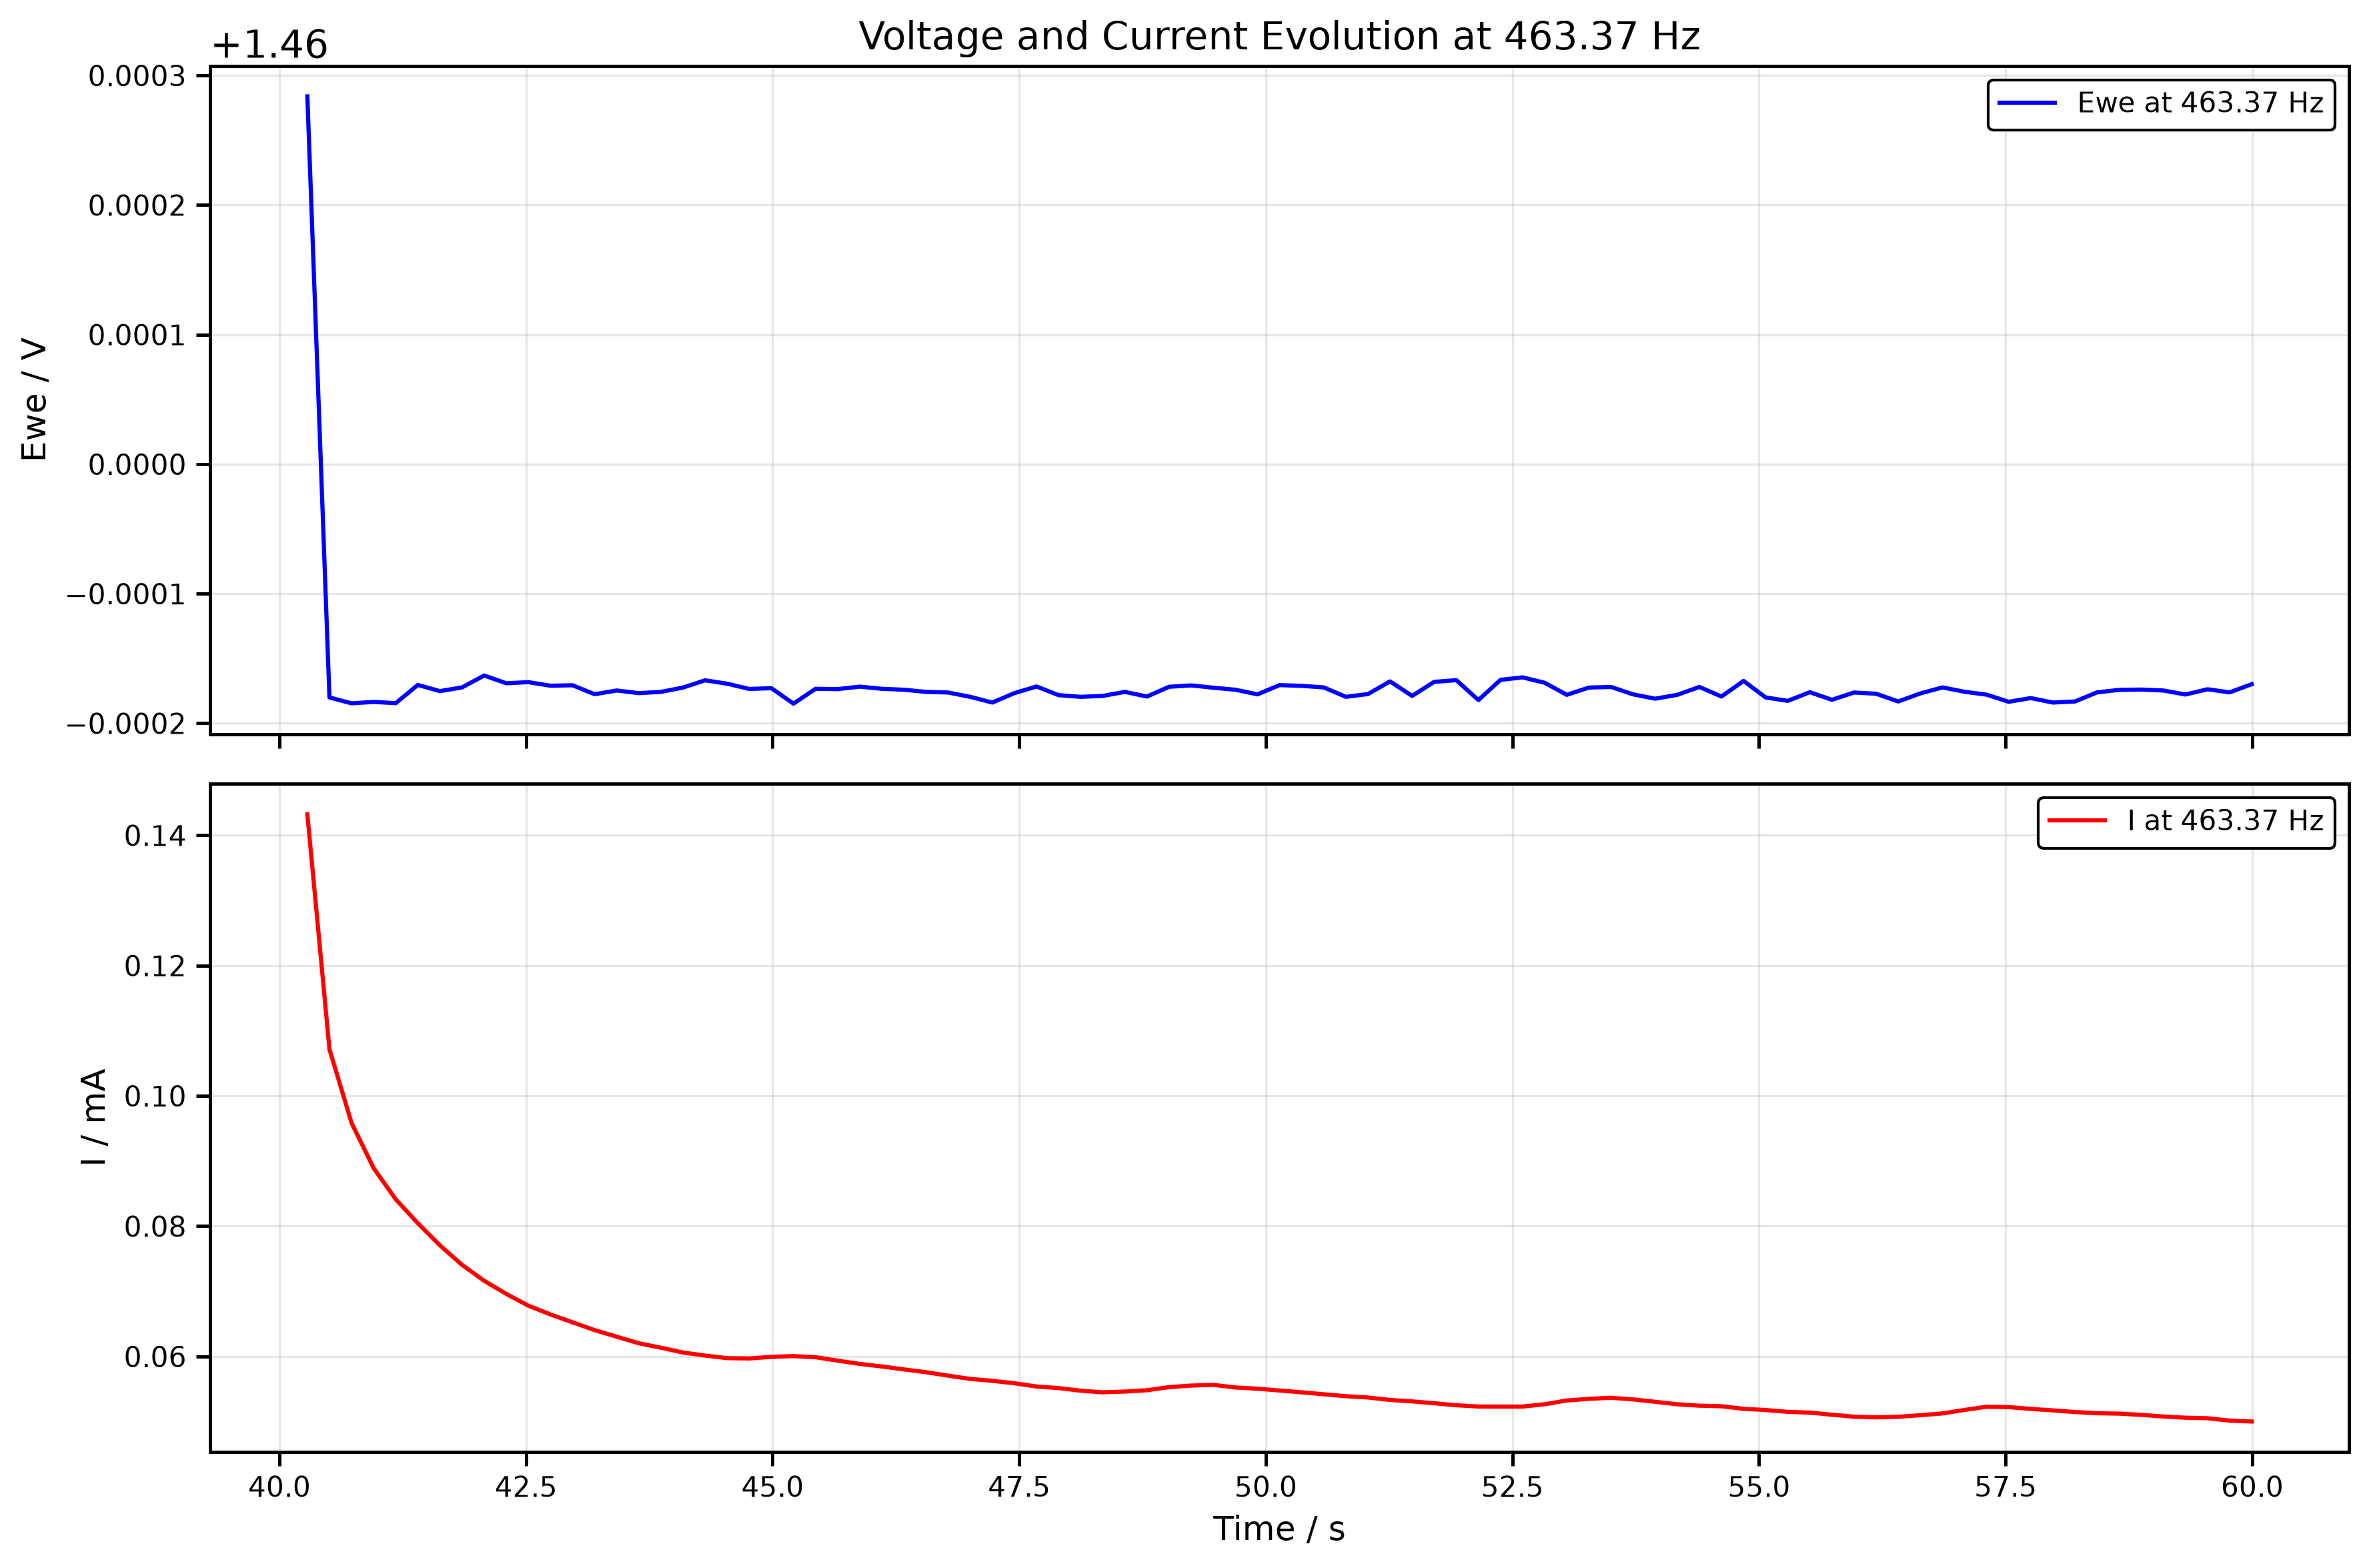 Voltage and Current Evolution at 463.37 Hz
+1.46
0.0003
0.0002
0.0001
0.0000
−0.0001
−0.0002
Ewe / V
Ewe at 463.37 Hz
0.14
0.12
0.10
0.08
0.06
I / mA
I at 463.37 Hz
40.0 42.5 45.0 47.5 50.0 52.5 55.0 57.5 60.0
Time / s